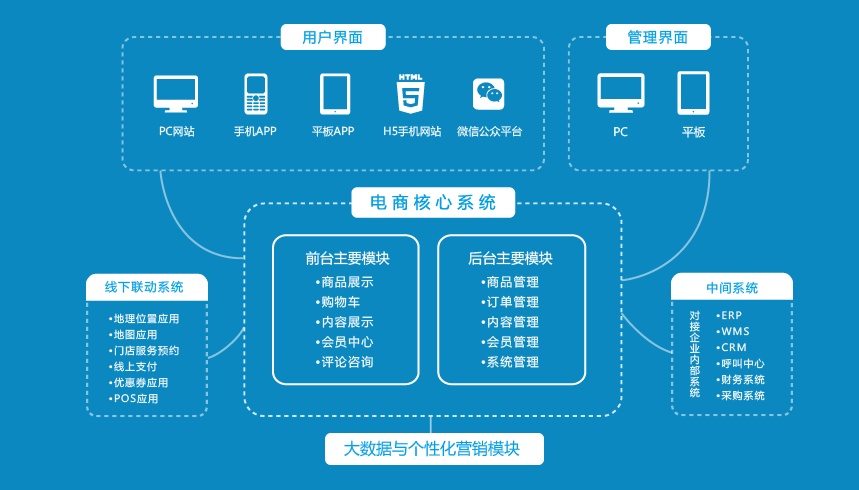 用户界面
HTML
5
PC网站
手机APP
平板APP
H5手机网站
微信公众平台
管理界面
PC
平板
电商核心系统
前台主要模块
•商品展示
•购物车
•内容展示
•会员中心
•评论咨询
后台主要模块
•商品管理
•订单管理
•内容管理
•会员管理
•系统管理
线下联动系统
•地理位置应用
•地图应用
•门店服务预约
•线上支付
•优惠券应用
•POS应用
中间系统
对接企业内部系统
•ERP
•WMS
•CRM
•呼叫中心
•财务系统
•采购系统
大数据与个性化营销模块